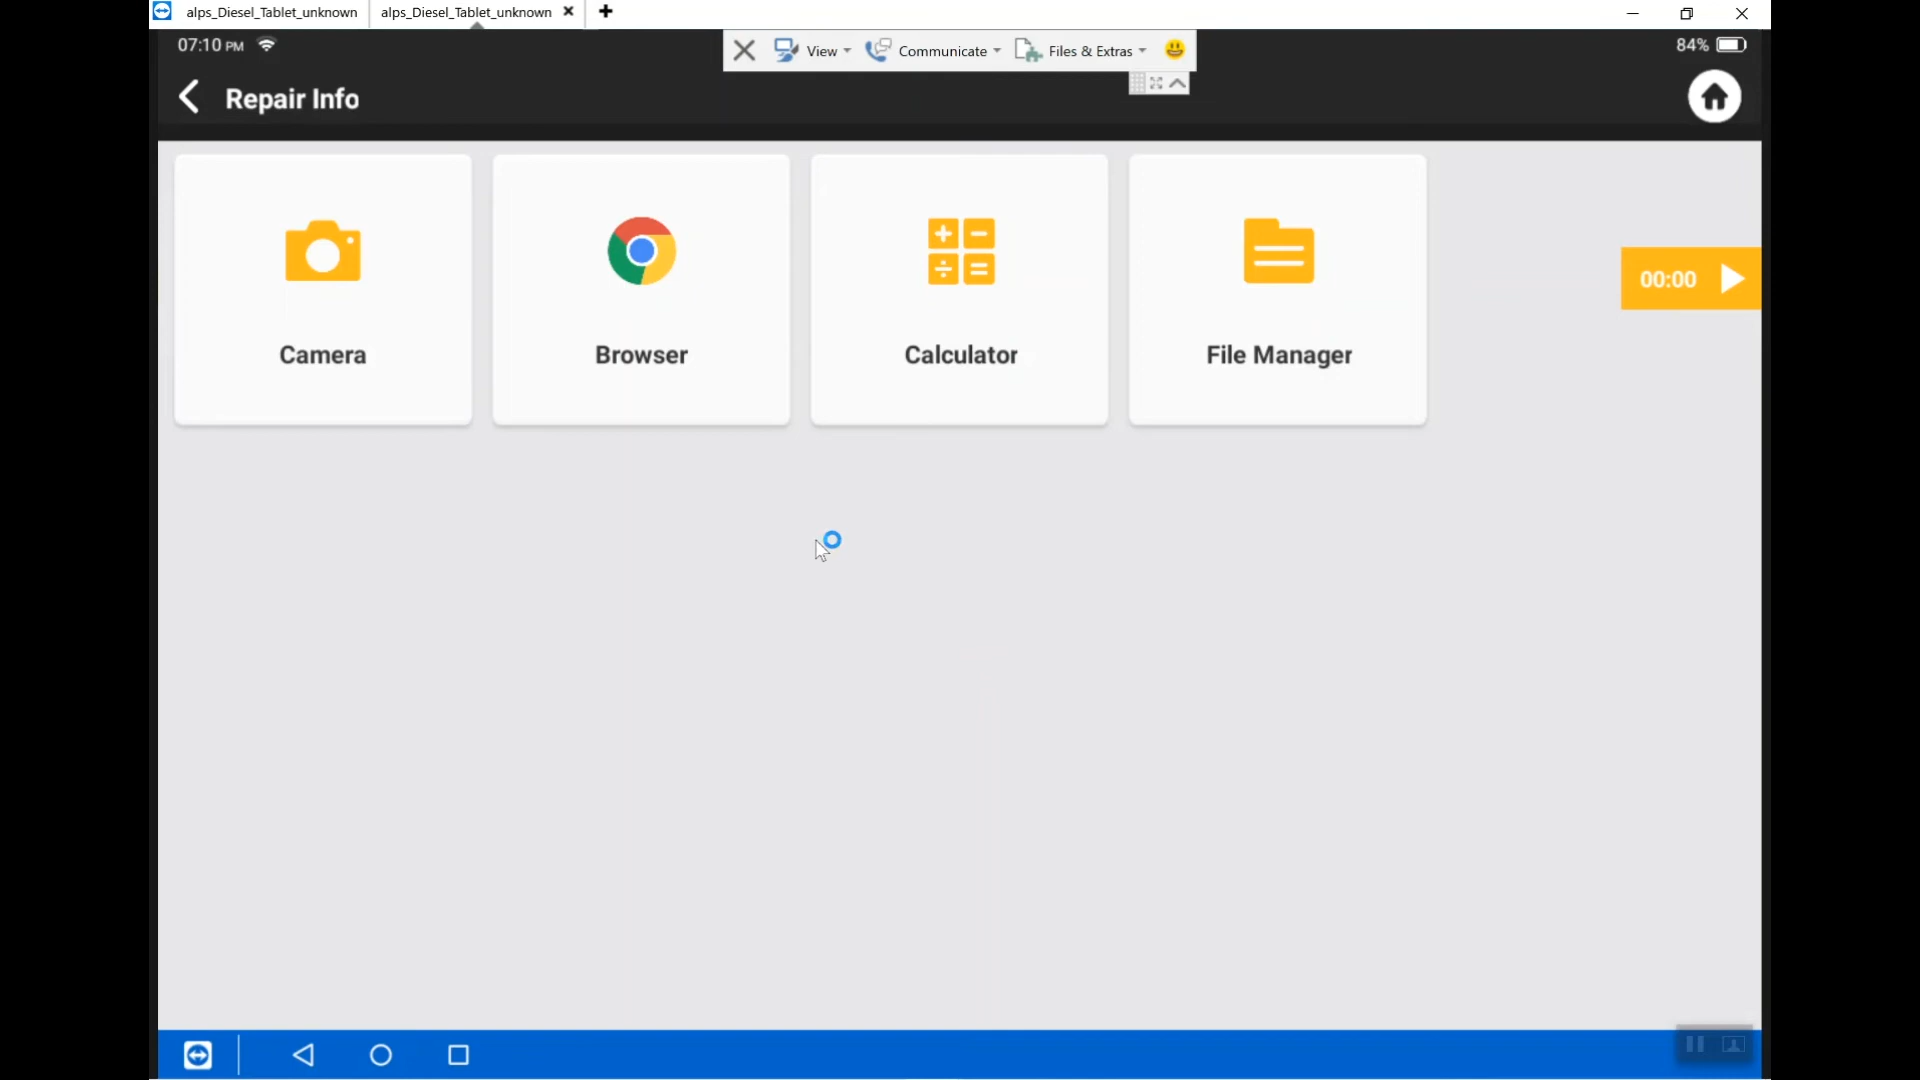 alps_Diesel_Tablet_unknown
alps_Diesel_Tablet_unknown
07:10 PM
View
Communicate
Files & Extras
84%
Repair Info
Camera
Browser
Calculator
File Manager
00:00